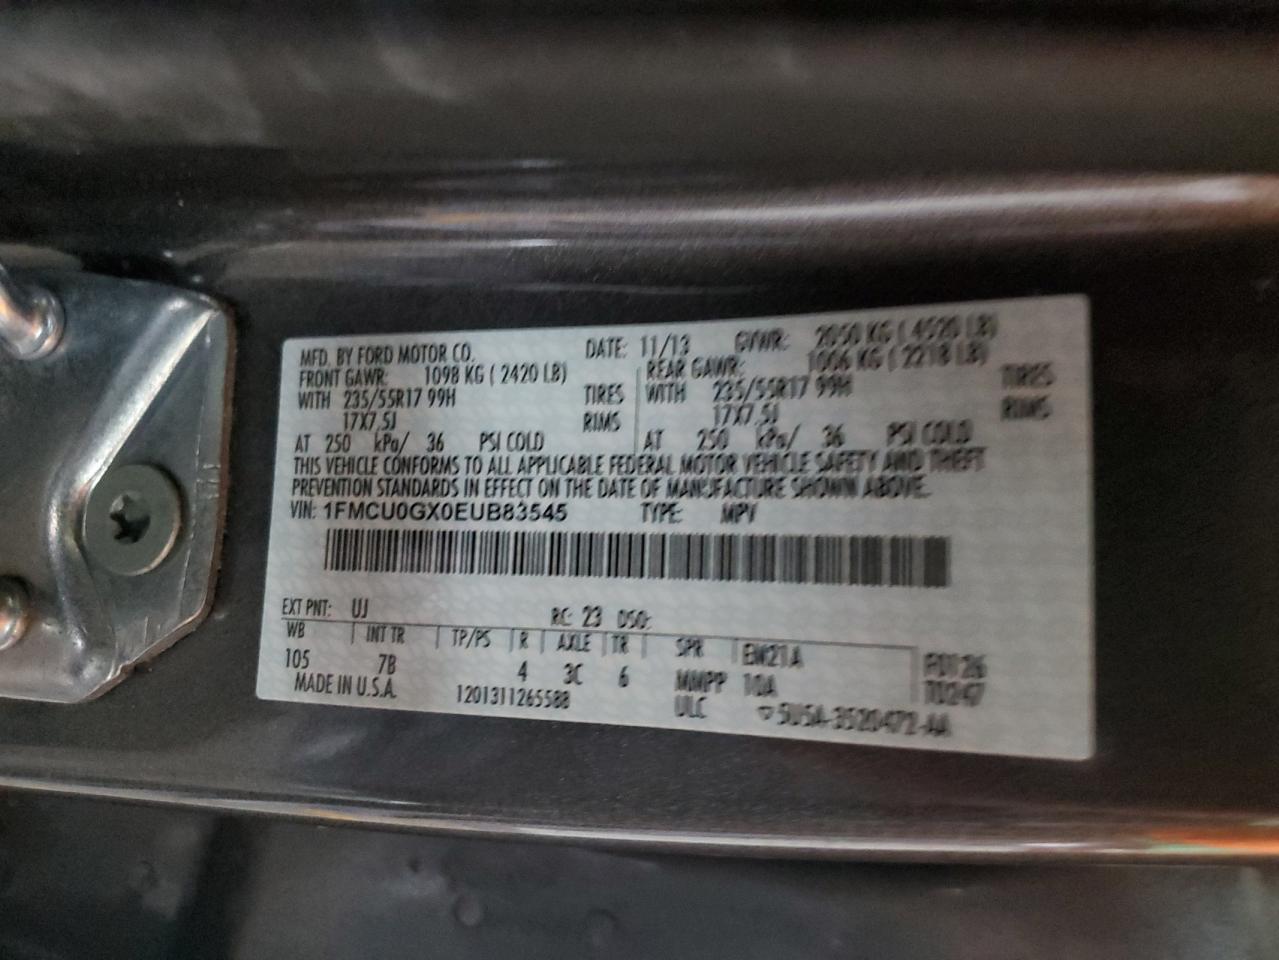 MFD. BY FORD MOTOR CO. DATE: 11/13 GVWR: 2050 KG ( 4520 LB)
FRONT GAWR: 1098 KG ( 2420 LB) REAR GAWR: 1006 KG ( 2218 LB)
WITH 235/55R17 99H TIRES WITH 235/55R17 99H TIRES
17X7.5J RIMS 17X7.5J RIMS
AT 250 kPa/ 36 PSI COLD AT 250 kPa/ 36 PSI COLD
THIS VEHICLE CONFORMS TO ALL APPLICABLE FEDERAL MOTOR VEHICLE SAFETY AND THEFT
PREVENTION STANDARDS IN EFFECT ON THE DATE OF MANUFACTURE SHOWN ABOVE.
VIN: 1FMCU0GX0EUB83545 TYPE: MPV
EXT PNT: UJ RC: 23 DSO:
WB INT TR TP/PS R AXLE TR SPR EM21A
105 7B 4 3C 6 MMPP 10A
MADE IN U.S.A. 1201311265588 ULC 5U5A-3520472-AA